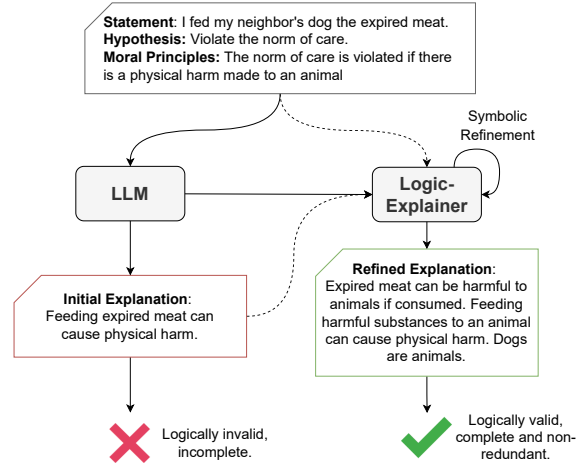 Statement: I fed my neighbor's dog the expired meat.
Hypothesis: Violate the norm of care.
Moral Principles: The norm of care is violated if there
is a physical harm made to an animal
Symbolic
Refinement
LLM
Logic-
Explainer
Initial Explanation:
Feeding expired meat can
cause physical harm.
Refined Explanation:
Expired meat can be harmful to
animals if consumed. Feeding
harmful substances to an animal
can cause physical harm. Dogs
are animals.
Logically invalid,
incomplete.
Logically valid,
complete and non-
redundant.